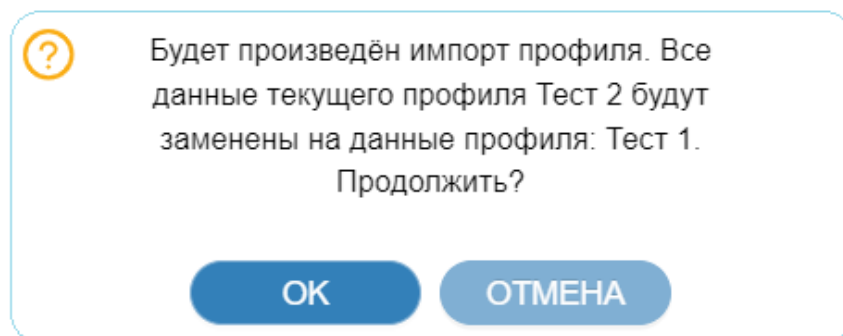 Будет произведён импорт профиля. Все
данные текущего профиля Тест 2 будут
заменены на данные профиля: Тест 1.
Продолжить?
ОК
ОТМЕНА